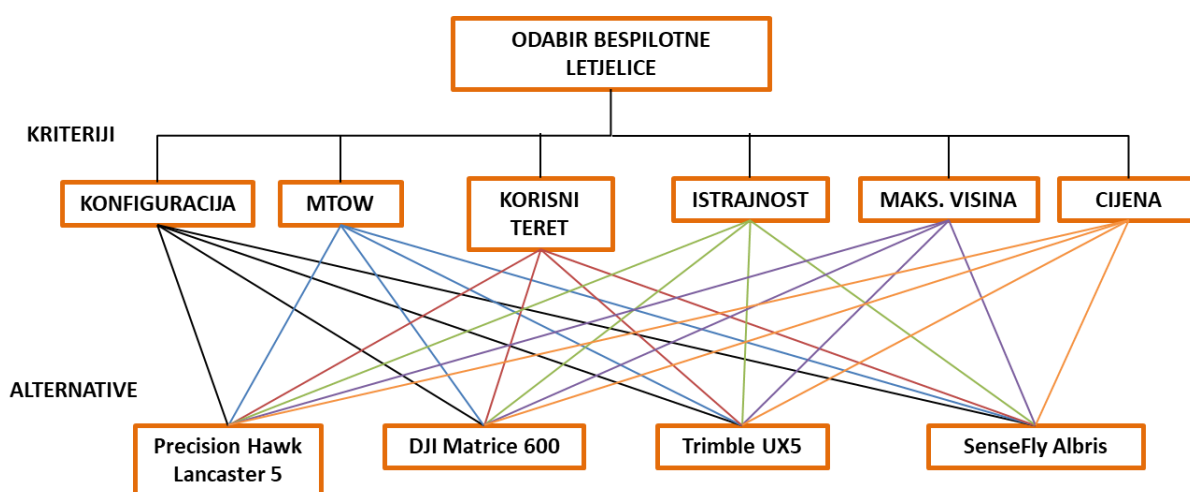 ODABIR BESPILOTNE
LETJELICE
KRITERIJI
KONFIGURACIJA
MTOW
KORISNI
TERET
ISTRAJNOST
MAKS. VISINA
CIJENA
ALTERNATIVE
Precision Hawk
Lancaster 5
DJI Matrice 600
Trimble UX5
SenseFly Albris